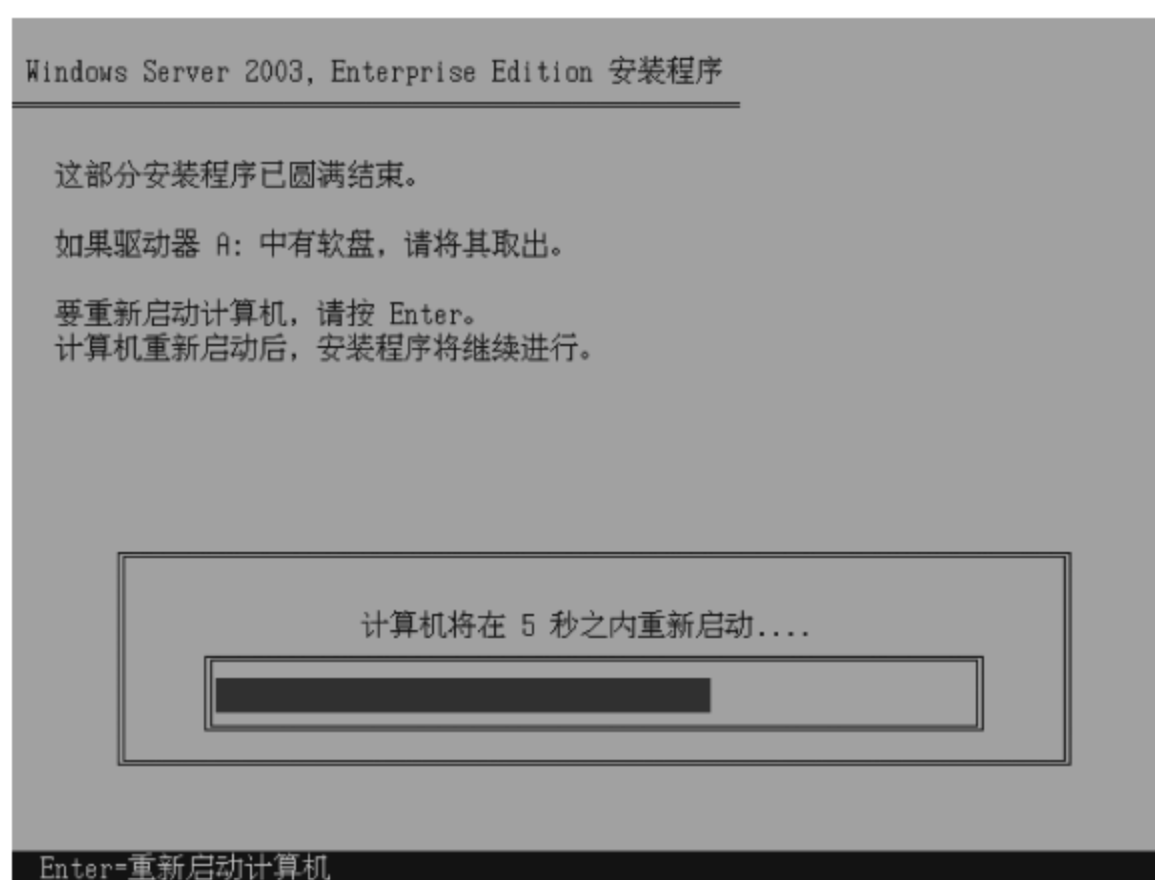 Windows Server 2003, Enterprise Edition 安装程序
这部分安装程序已圆满结束。
如果驱动器 A: 中有软盘，请将其取出。
要重新启动计算机，请按 Enter。
计算机重新启动后，安装程序将继续进行。
计算机将在 5 秒之内重新启动....
Enter=重新启动计算机